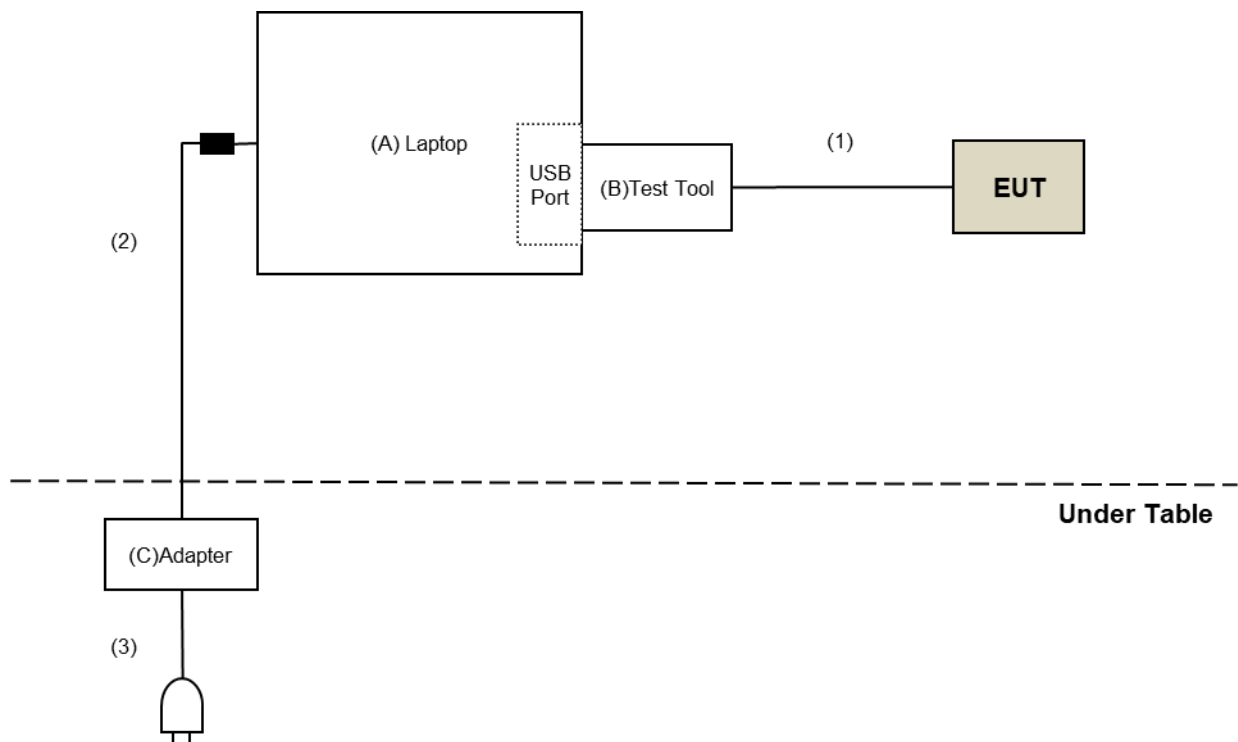 (1)
(A) Laptop
USB
Port
(B)Test Tool
EUT
(2)
Under Table
(C)Adapter
(3)